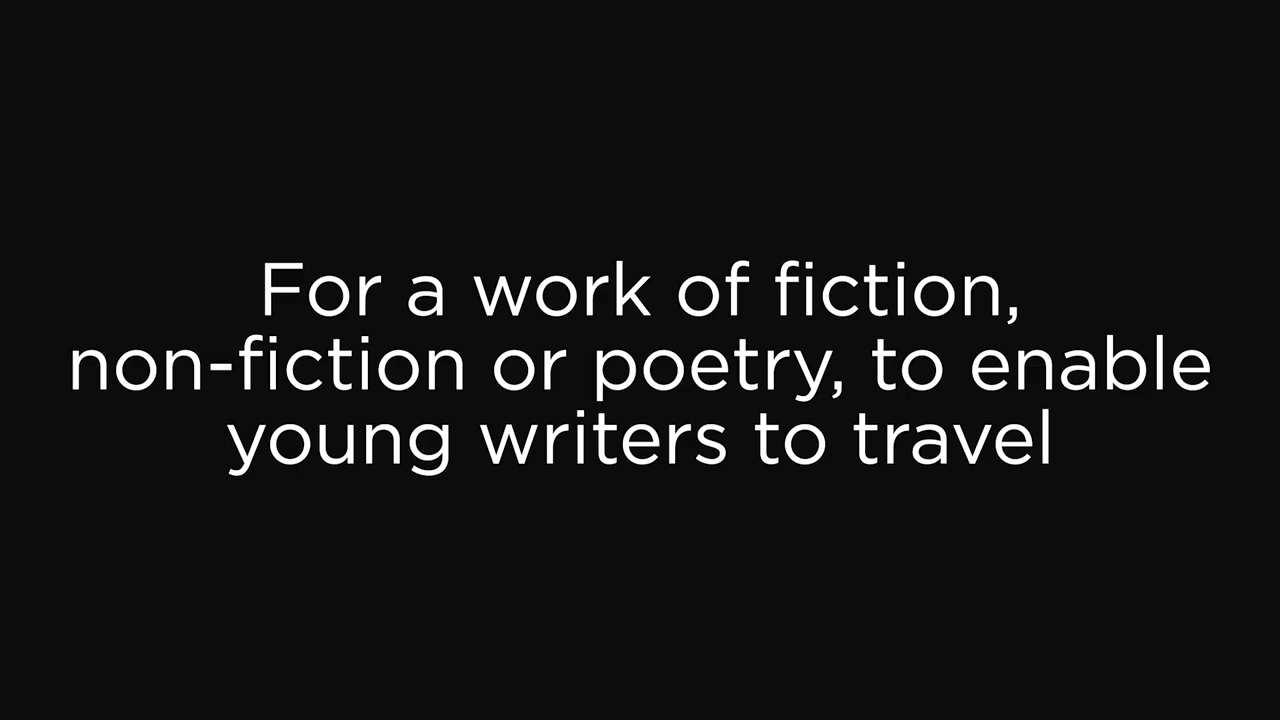 For a work of fiction,
non-fiction or poetry, to enable
young writers to travel